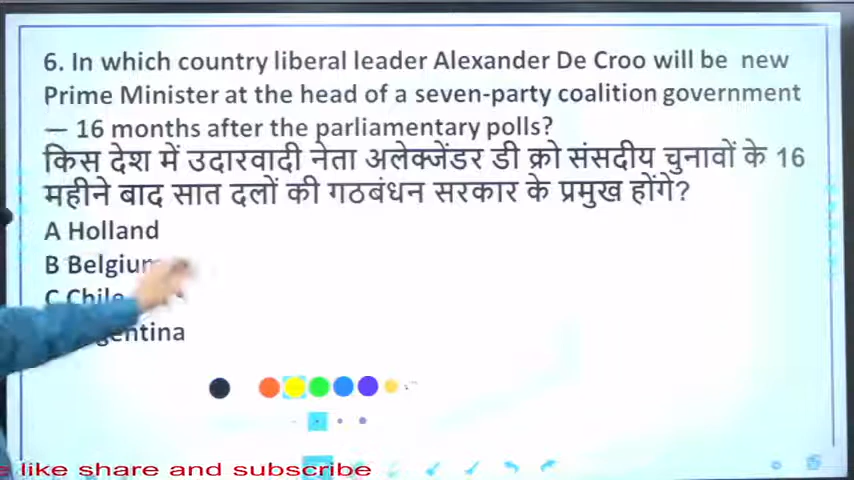 6. In which country liberal leader Alexander De Croo will be new
Prime Minister at the head of a seven-party coalition government
— 16 months after the parliamentary polls?
किस देश में उदारवादी नेता अलेक्जेंडर डी क्रो संसदीय चुनावों के 16
महीने बाद सात दलों की गठबंधन सरकार के प्रमुख होंगे?
A Holland
B
C Chile
like share and subscribe